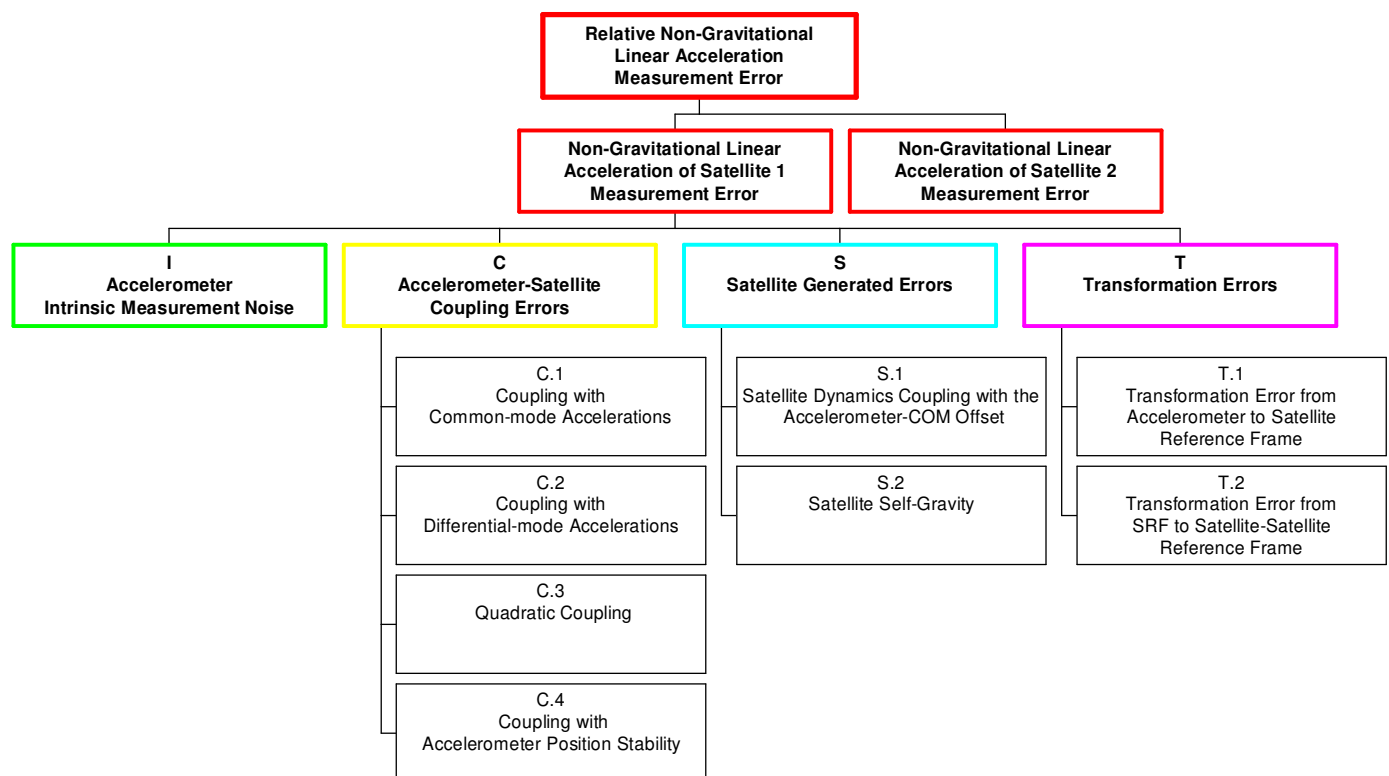 Relative Non-Gravitational
Linear Acceleration
Measurement Error
Non-Gravitational Linear
Acceleration of Satellite 1
Measurement Error
Non-Gravitational Linear
Acceleration of Satellite 2
Measurement Error
I
Accelerometer
Intrinsic Measurement Noise
C
Accelerometer-Satellite
Coupling Errors
S
Satellite Generated Errors
T
Transformation Errors
C.1
Coupling with
Common-mode Accelerations
C.2
Coupling with
Differential-mode Accelerations
C.3
Quadratic Coupling
C.4
Coupling with
Accelerometer Position Stability
S.1
Satellite Dynamics Coupling with the
Accelerometer-COM Offset
S.2
Satellite Self-Gravity
T.1
Transformation Error from
Accelerometer to Satellite
Reference Frame
T.2
Transformation Error from
SRF to Satellite-Satellite
Reference Frame